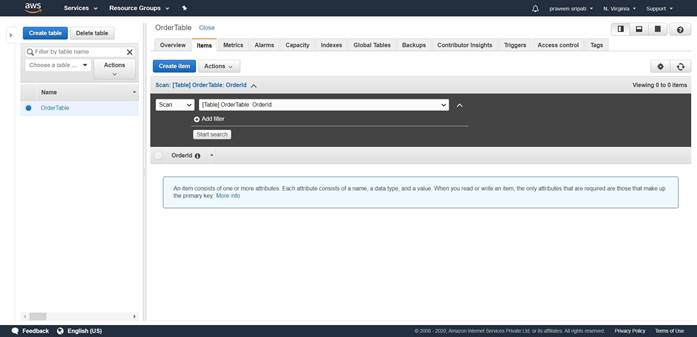 aws
Services
Resource Groups
praveen sripati
N. Virginia
Support
Create table
Delete table
Filter by table name
Choose a table ...
Actions
Name
OrderTable
OrderTable
Close
Overview
Items
Metrics
Alarms
Capacity
Indexes
Global Tables
Backups
Contributor Insights
Triggers
Access control
Tags
Create item
Actions
Scan: [Table] OrderTable: OrderId
Viewing 0 to 0 items
Scan
[Table] OrderTable: OrderId
Add filter
Start search
OrderId
An item consists of one or more attributes. Each attribute consists of a name, a data type, and a value. When you read or write an item, the only attributes that are required are those that make up
the primary key. More info
Feedback
English (US)
© 2008 - 2020, Amazon Internet Services Private Ltd. or its affiliates. All rights reserved.
Privacy Policy
Terms of Use